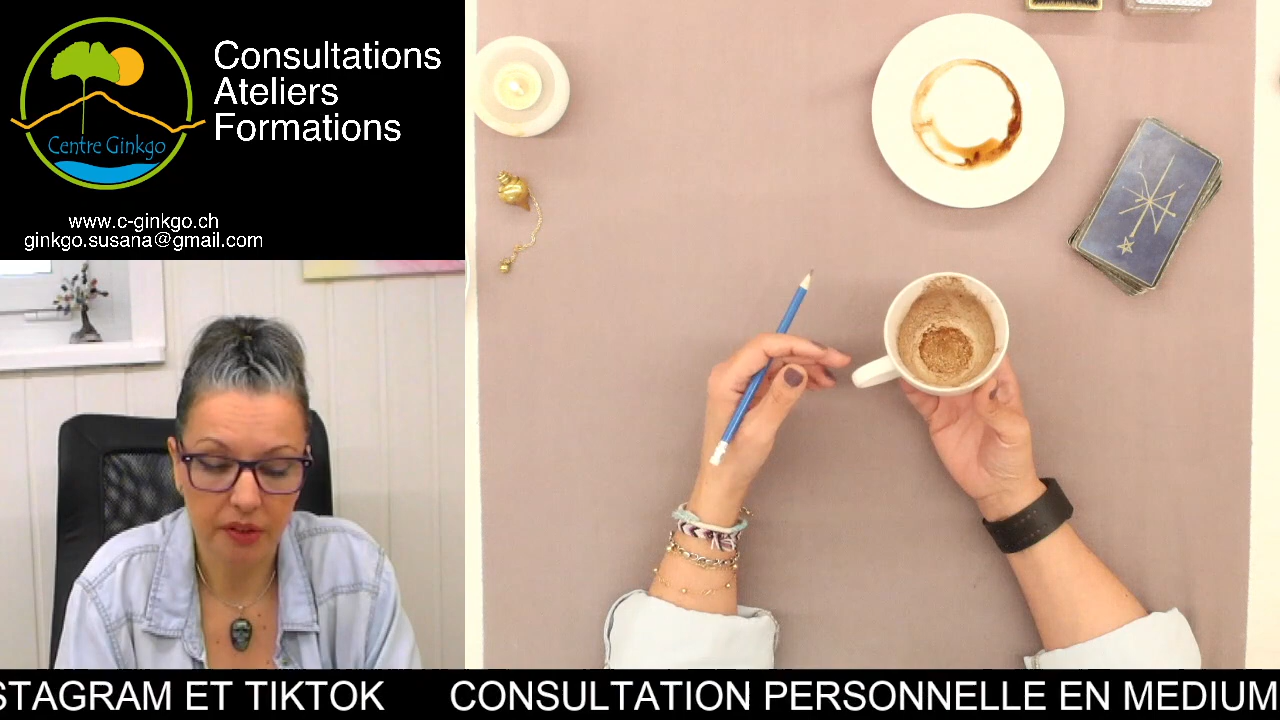 Consultations
Ateliers
Formations
Centre Ginkgo
www.c-ginkgo.ch
ginkgo.susana@gmail.com
STAGRAM ET TIKTOK CONSULTATION PERSONNELLE EN MEDIUM